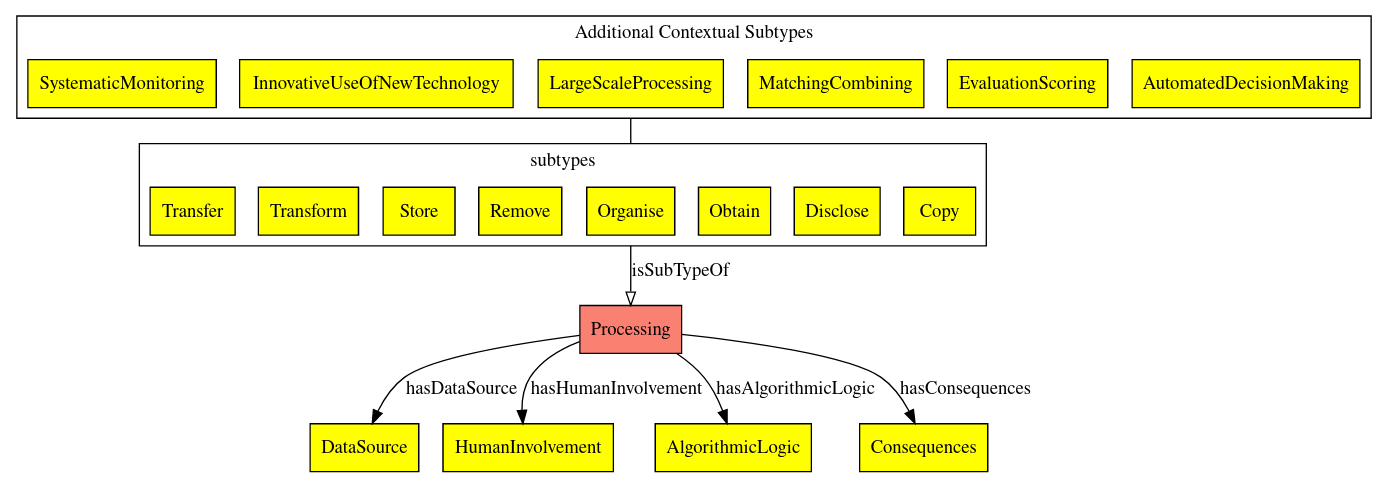 Additional Contextual Subtypes
SystematicMonitoring
InnovativeUseOfNewTechnology
LargeScaleProcessing
MatchingCombining
EvaluationScoring
AutomatedDecisionMaking
subtypes
Transfer
Transform
Store
Remove
Organise
Obtain
Disclose
Copy
isSubTypeOf
Processing
hasDataSource
hasHumanInvolvement
hasAlgorithmicLogic
hasConsequences
DataSource
HumanInvolvement
AlgorithmicLogic
Consequences